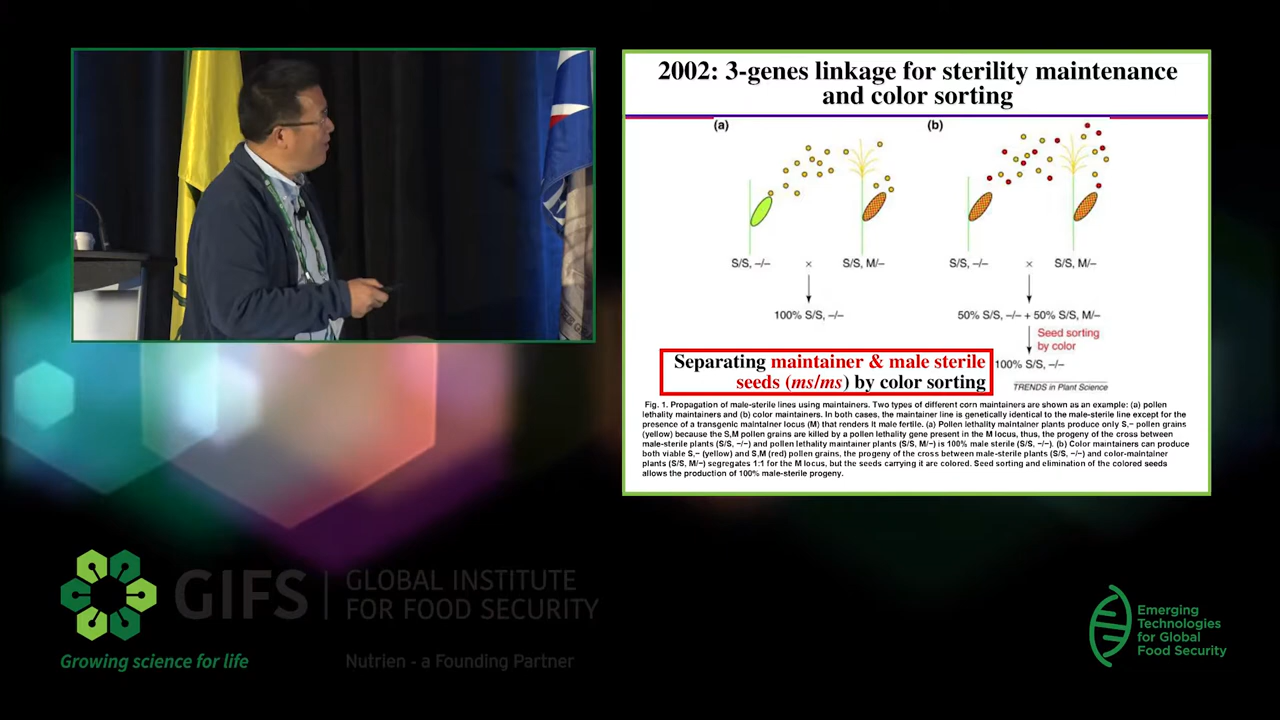 2002: 3-genes linkage for sterility maintenance
and color sorting
(a)
(b)
S/S, –/–
×
S/S, M/–
S/S, –/–
×
S/S, M/–
100% S/S, –/–
50% S/S, –/– + 50% S/S, M/–
Seed sorting
by color
100% S/S, –/–
Separating maintainer & male sterile
seeds (ms/ms) by color sorting
TRENDS in Plant Science
Fig. 1. Propagation of male-sterile lines using maintainers. Two types of different corn maintainers are shown as an example: (a) pollen
lethality maintainers and (b) color maintainers. In both cases, the maintainer line is genetically identical to the male-sterile line except for the
presence of a transgenic maintainer locus (M) that renders it male fertile. (a) Pollen lethality maintainer plants produce only S,– pollen grains
(yellow) because the S,M pollen grains are killed by a pollen lethality gene present in the M locus, thus, the progeny of the cross between
male-sterile plants (S/S, –/–) and pollen lethality maintainer plants (S/S, M/–) is 100% male sterile (S/S, –/–). (b) Color maintainers can produce
both viable S,– (yellow) and S,M (red) pollen grains, the progeny of the cross between male-sterile plants (S/S, –/–) and color-maintainer
plants (S/S, M/–) segregates 1:1 for the M locus, but the seeds carrying it are colored. Seed sorting and elimination of the colored seeds
allows the production of 100% male-sterile progeny.
GIFS
GLOBAL INSTITUTE
FOR FOOD SECURITY
Growing science for life
Nutrien - a Founding Partner
Emerging
Technologies
for Global
Food Security